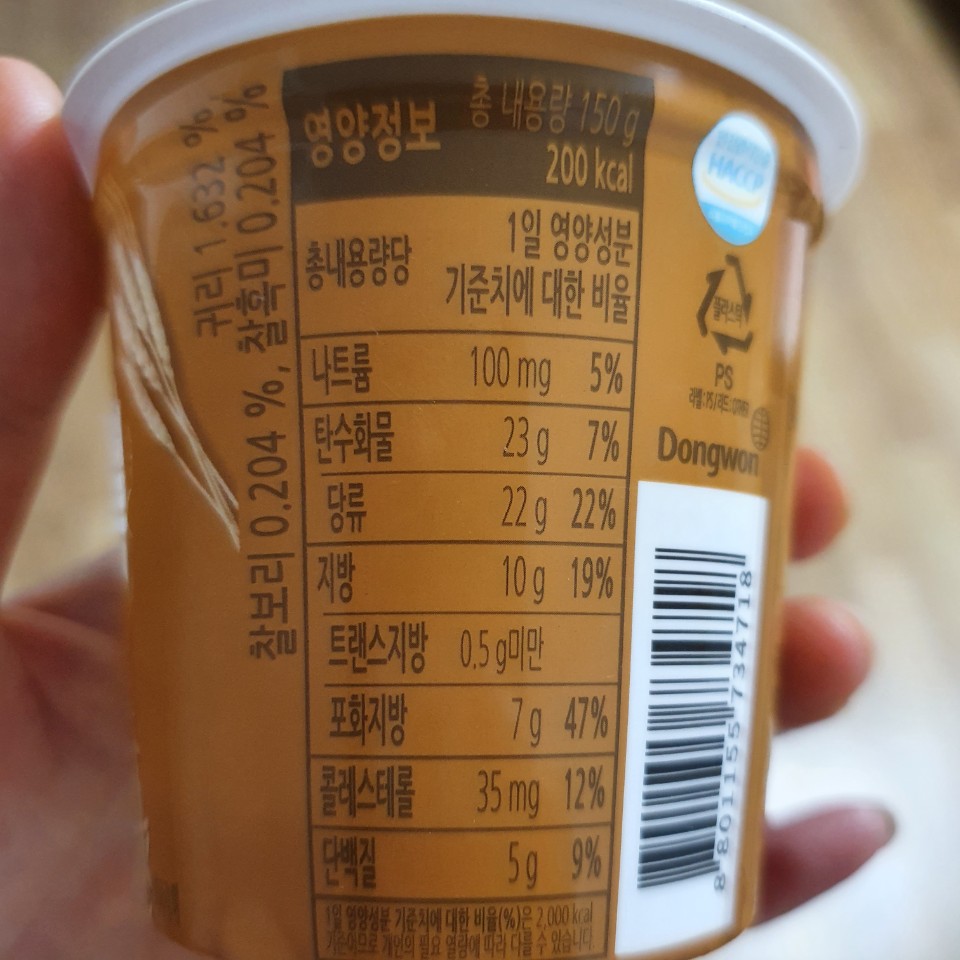 귀리 1.632 %
찰보리 0.204 %, 찰흑미 0.204 %
영양정보
총 내용량 150 g
200 kcal
총내용량당
1일 영양성분
기준치에 대한 비율
나트륨 100 mg 5%
탄수화물 23 g 7%
당류 22 g 22%
지방 10 g 19%
트랜스지방 0.5 g미만
포화지방 7 g 47%
콜레스테롤 35 mg 12%
단백질 5 g 9%
1일 영양성분 기준치에 대한 비율(%)은 2,000 kcal
기준이므로 개인의 필요 열량에 따라 다를 수 있습니다.
HACCP
플라스틱
PS
Dongwon
8 801155 734718